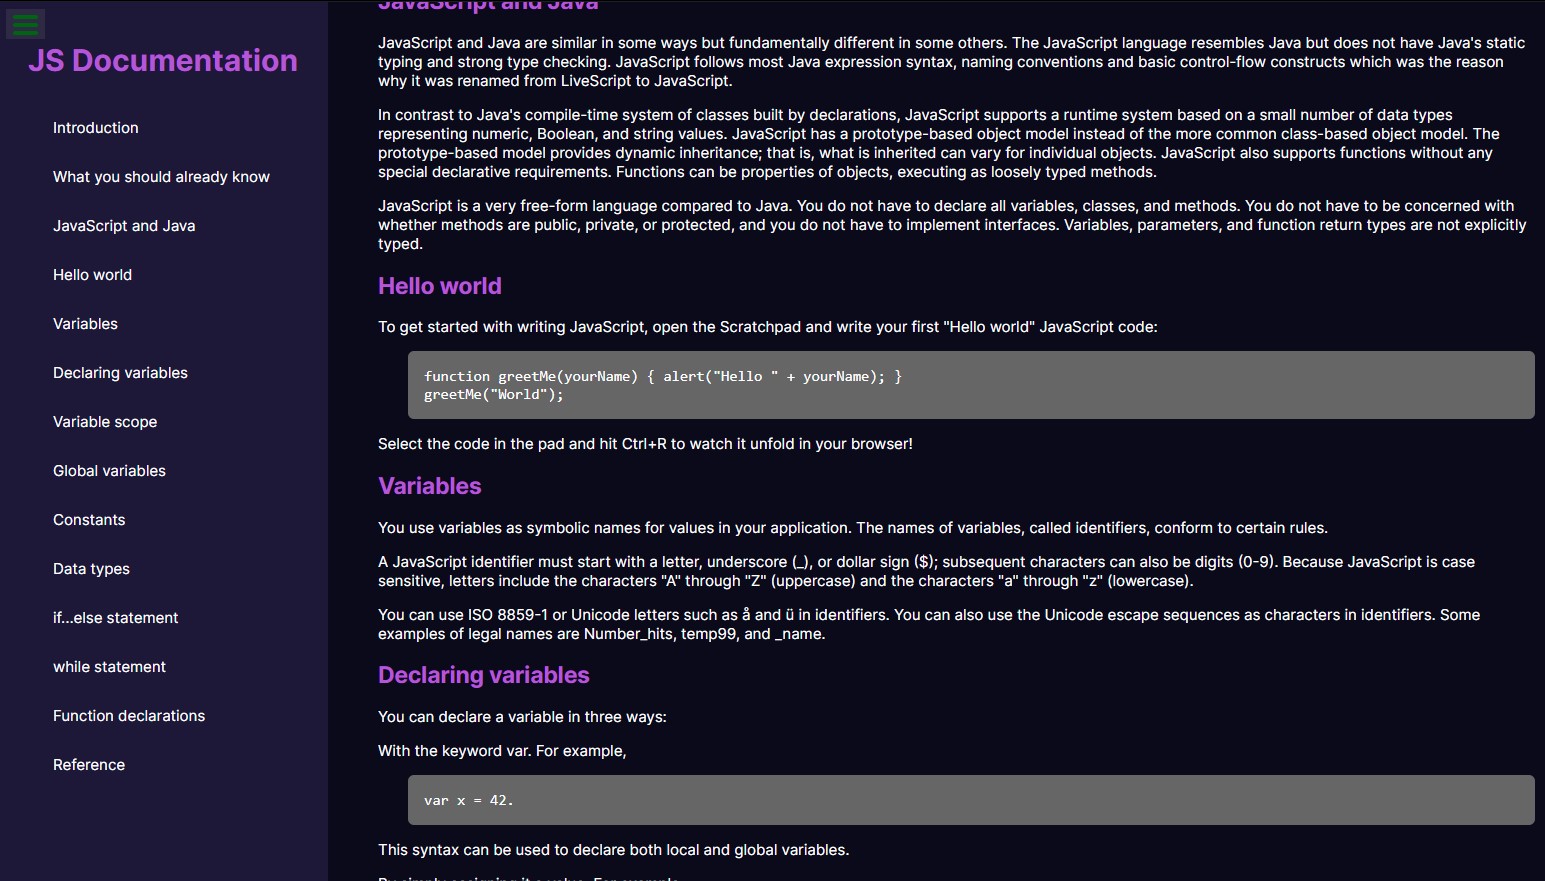 JS Documentation
Introduction
What you should already know
JavaScript and Java
Hello world
Variables
Declaring variables
Variable scope
Global variables
Constants
Data types
if...else statement
while statement
Function declarations
Reference
JavaScript and Java
JavaScript and Java are similar in some ways but fundamentally different in some others. The JavaScript language resembles Java but does not have Java's static
typing and strong type checking. JavaScript follows most Java expression syntax, naming conventions and basic control-flow constructs which was the reason
why it was renamed from LiveScript to JavaScript.
In contrast to Java's compile-time system of classes built by declarations, JavaScript supports a runtime system based on a small number of data types
representing numeric, Boolean, and string values. JavaScript has a prototype-based object model instead of the more common class-based object model. The
prototype-based model provides dynamic inheritance; that is, what is inherited can vary for individual objects. JavaScript also supports functions without any
special declarative requirements. Functions can be properties of objects, executing as loosely typed methods.
JavaScript is a very free-form language compared to Java. You do not have to declare all variables, classes, and methods. You do not have to be concerned with
whether methods are public, private, or protected, and you do not have to implement interfaces. Variables, parameters, and function return types are not explicitly
typed.
Hello world
To get started with writing JavaScript, open the Scratchpad and write your first "Hello world" JavaScript code:
function greetMe(yourName) { alert("Hello " + yourName); }
greetMe("World");
Select the code in the pad and hit Ctrl+R to watch it unfold in your browser!
Variables
You use variables as symbolic names for values in your application. The names of variables, called identifiers, conform to certain rules.
A JavaScript identifier must start with a letter, underscore (_), or dollar sign ($); subsequent characters can also be digits (0-9). Because JavaScript is case
sensitive, letters include the characters "A" through "Z" (uppercase) and the characters "a" through "z" (lowercase).
You can use ISO 8859-1 or Unicode letters such as å and ü in identifiers. You can also use the Unicode escape sequences as characters in identifiers. Some
examples of legal names are Number_hits, temp99, and _name.
Declaring variables
You can declare a variable in three ways:
With the keyword var. For example,
var x = 42.
This syntax can be used to declare both local and global variables.
By simply assigning it a value. For example,